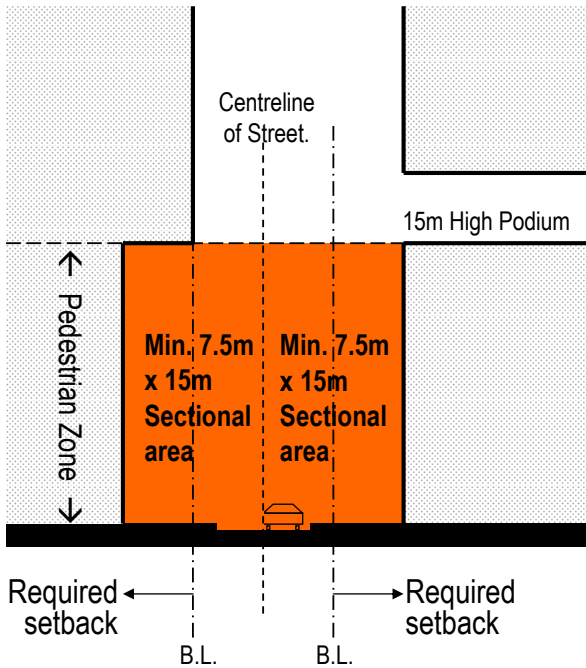 Centreline
of Street.
15m High Podium
← Pedestrian Zone →
Min. 7.5m
x 15m
Sectional
area
Min. 7.5m
x 15m
Sectional
area
Required
setback
Required
setback
B.L.
B.L.